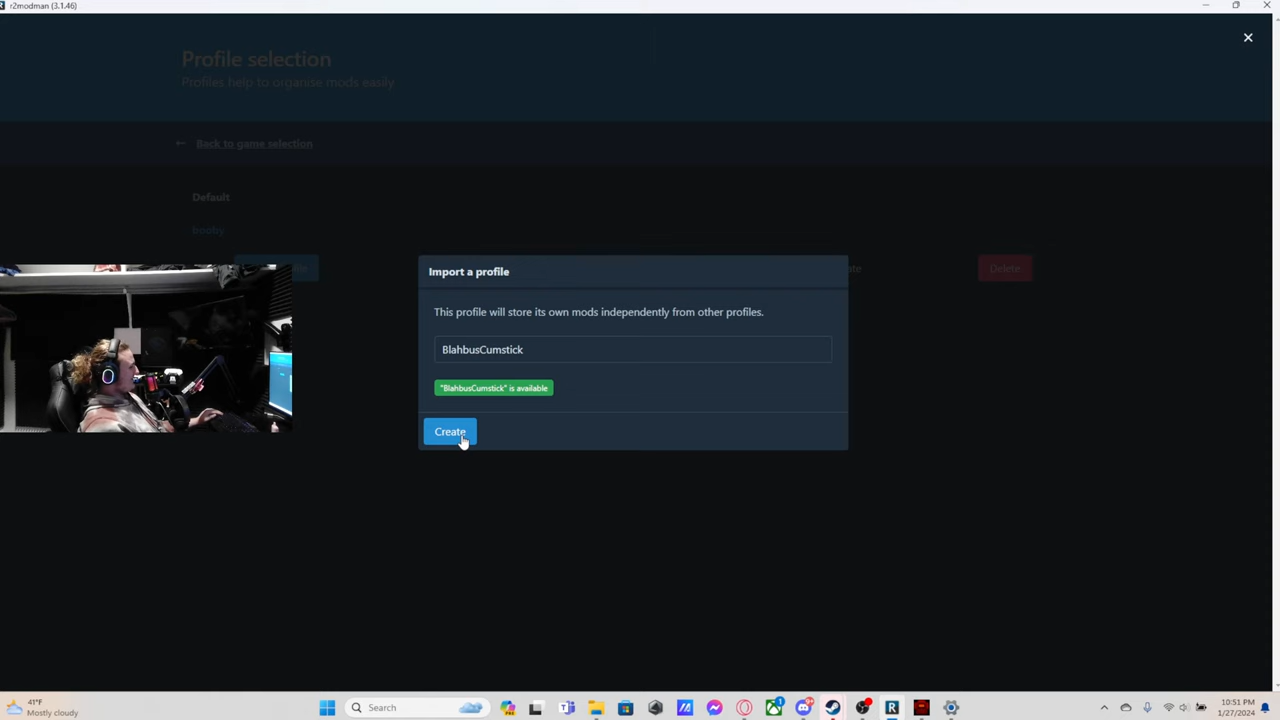 r2modman (3.1.46)
Profile selection
Profiles help to organise mods easily
← Back to game selection
Default
booby
Delete
Import a profile
This profile will store its own mods independently from other profiles.
BlahbusCumstick
"BlahbusCumstick" is available
Create
41°F
Mostly cloudy
Search
10:51 PM
1/27/2024